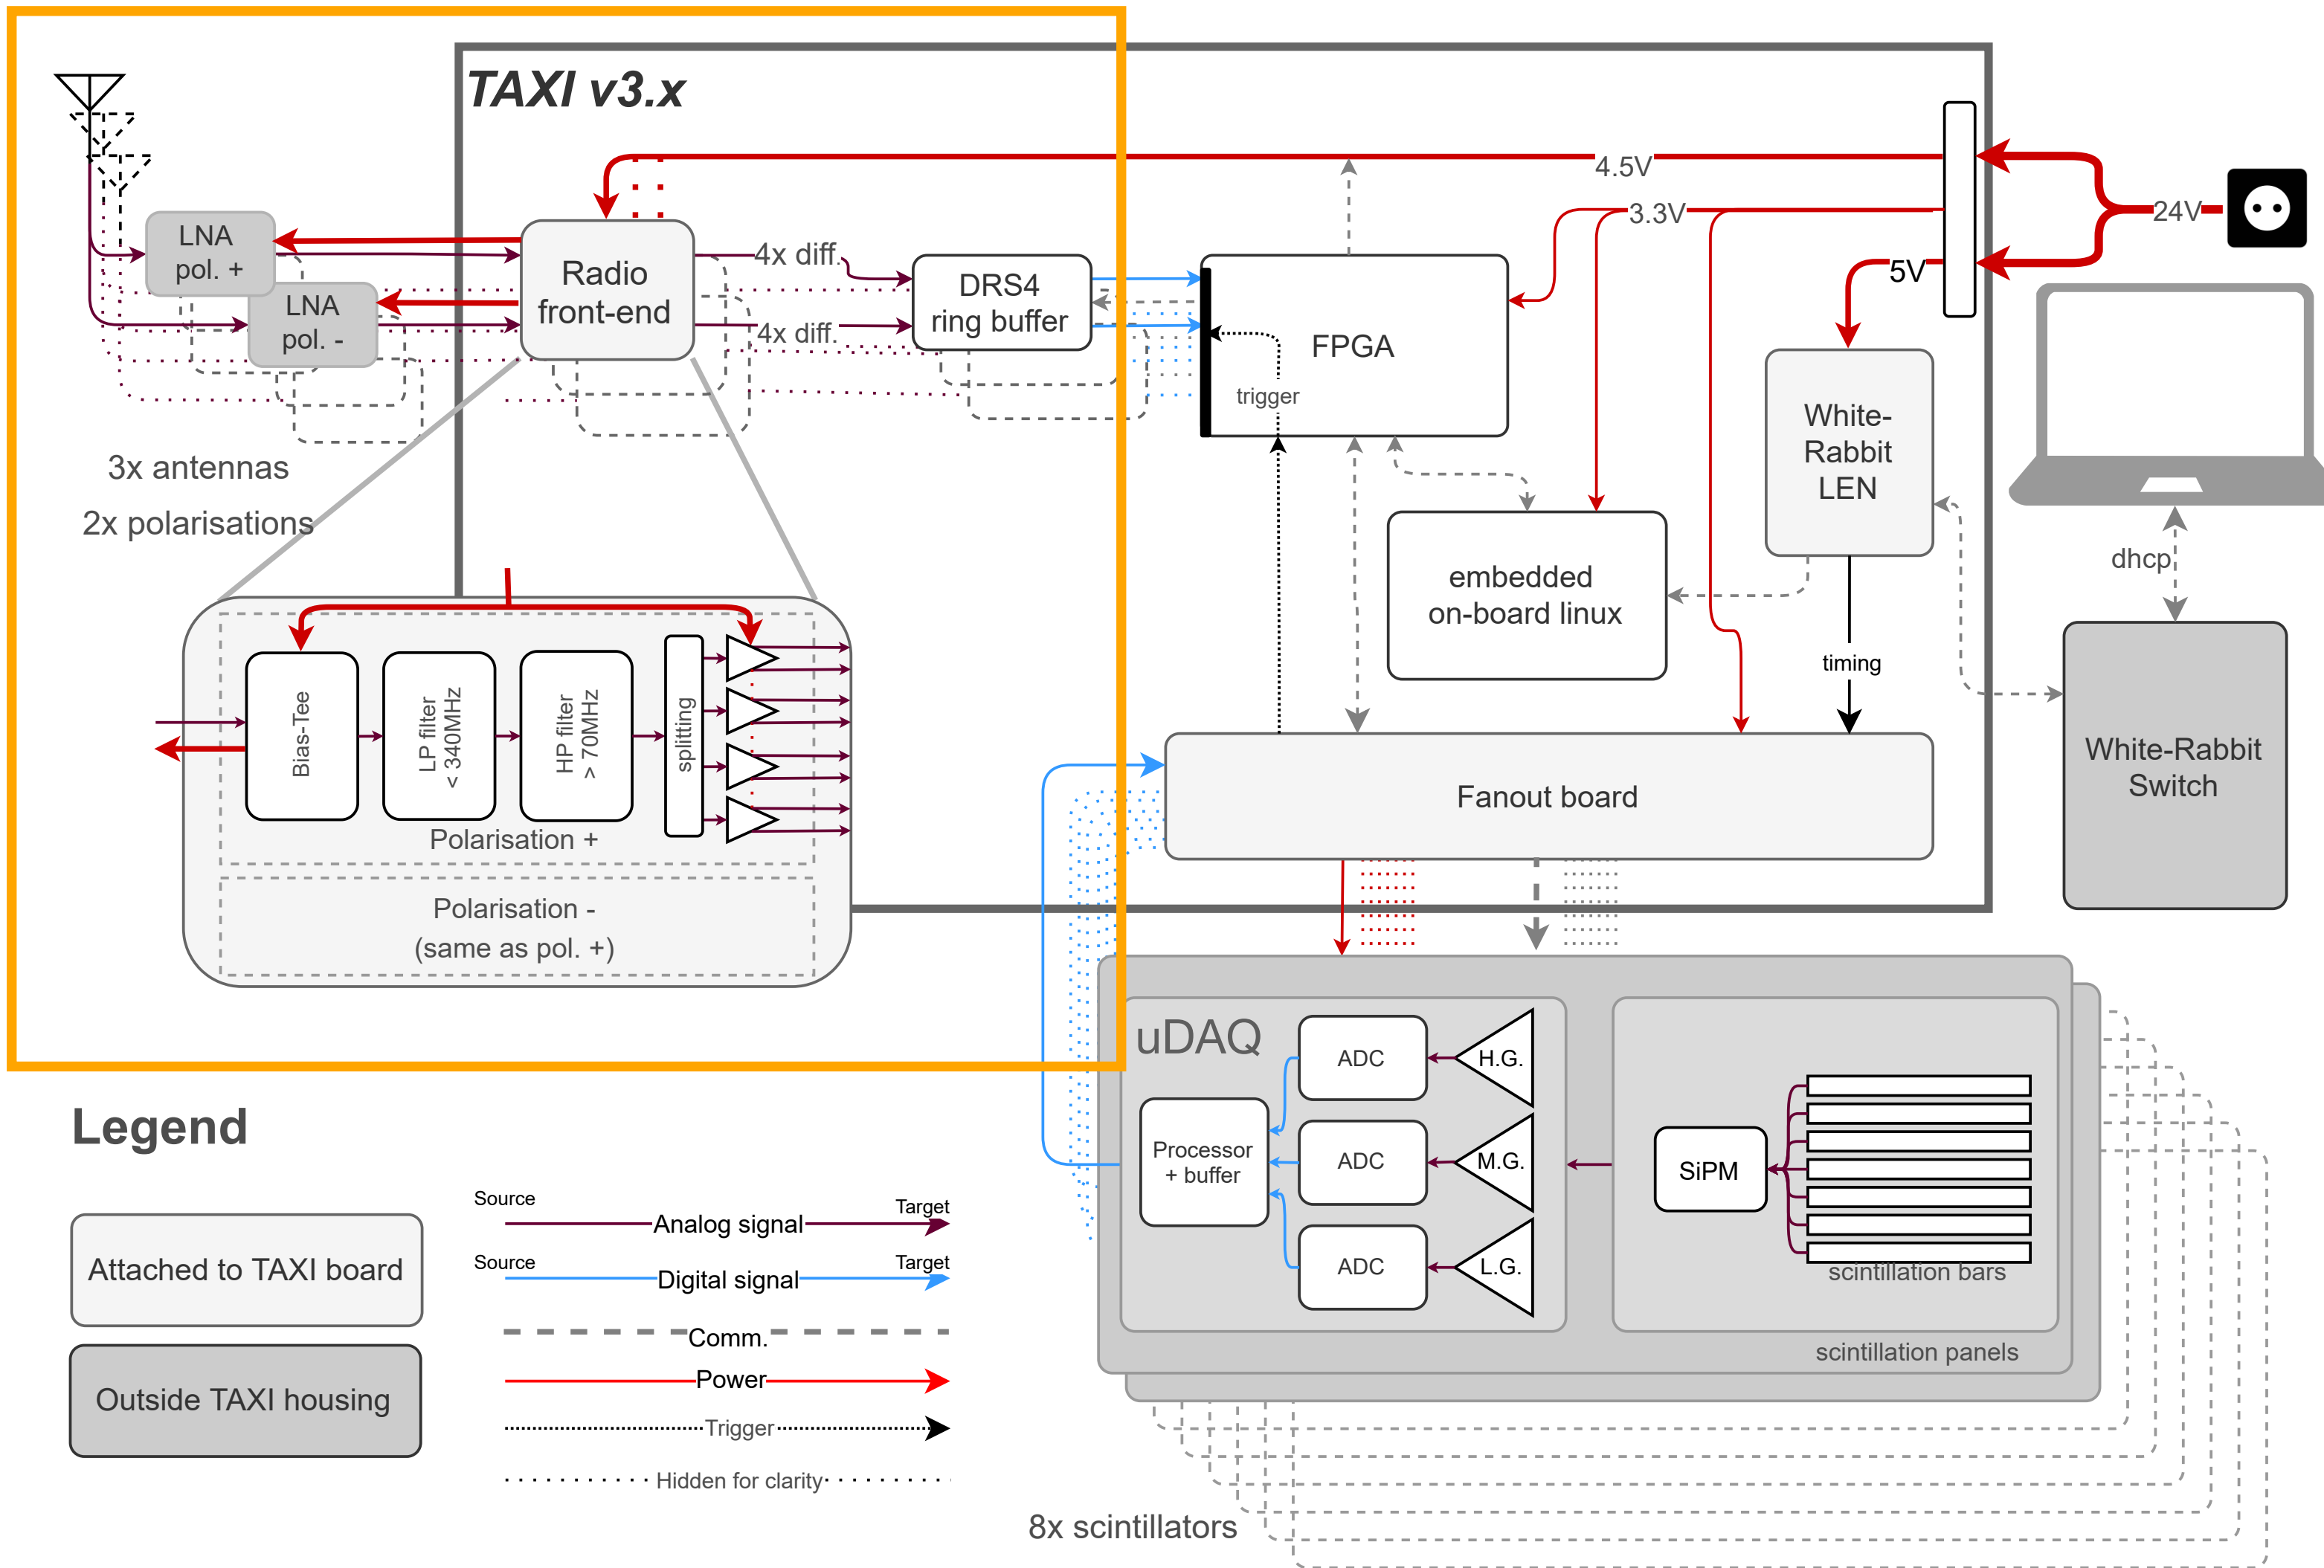 TAXI v3.x
4.5V
3.3V
24V
5V
LNA
pol. +
LNA
pol. -
Radio
front-end
4x diff.
4x diff.
DRS4
ring buffer
FPGA
trigger
White-
Rabbit
LEN
3x antennas
2x polarisations
dhcp
embedded
on-board linux
timing
Bias-Tee
LP filter
< 340MHz
HP filter
> 70MHz
splitting
Polarisation +
Polarisation -
(same as pol. +)
Fanout board
White-Rabbit
Switch
uDAQ
ADC
H.G.
Processor
+ buffer
ADC
M.G.
ADC
L.G.
SiPM
scintillation bars
scintillation panels
8x scintillators
Legend
Attached to TAXI board
Outside TAXI housing
Source
Target
Analog signal
Source
Target
Digital signal
Comm.
Power
Trigger
Hidden for clarity